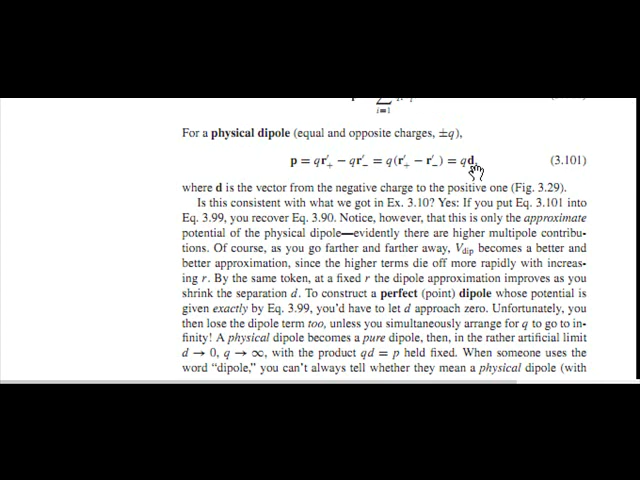 i=1
For a physical dipole (equal and opposite charges, ±q),
p = qr′₊ − qr′₋ = q(r′₊ − r′₋) = qd, (3.101)
where d is the vector from the negative charge to the positive one (Fig. 3.29).
Is this consistent with what we got in Ex. 3.10? Yes: If you put Eq. 3.101 into
Eq. 3.99, you recover Eq. 3.90. Notice, however, that this is only the approximate
potential of the physical dipole—evidently there are higher multipole contribu-
tions. Of course, as you go farther and farther away, V_dip becomes a better and
better approximation, since the higher terms die off more rapidly with increas-
ing r. By the same token, at a fixed r the dipole approximation improves as you
shrink the separation d. To construct a perfect (point) dipole whose potential is
given exactly by Eq. 3.99, you'd have to let d approach zero. Unfortunately, you
then lose the dipole term too, unless you simultaneously arrange for q to go to in-
finity! A physical dipole becomes a pure dipole, then, in the rather artificial limit
d → 0, q → ∞, with the product qd = p held fixed. When someone uses the
word “dipole,” you can't always tell whether they mean a physical dipole (with